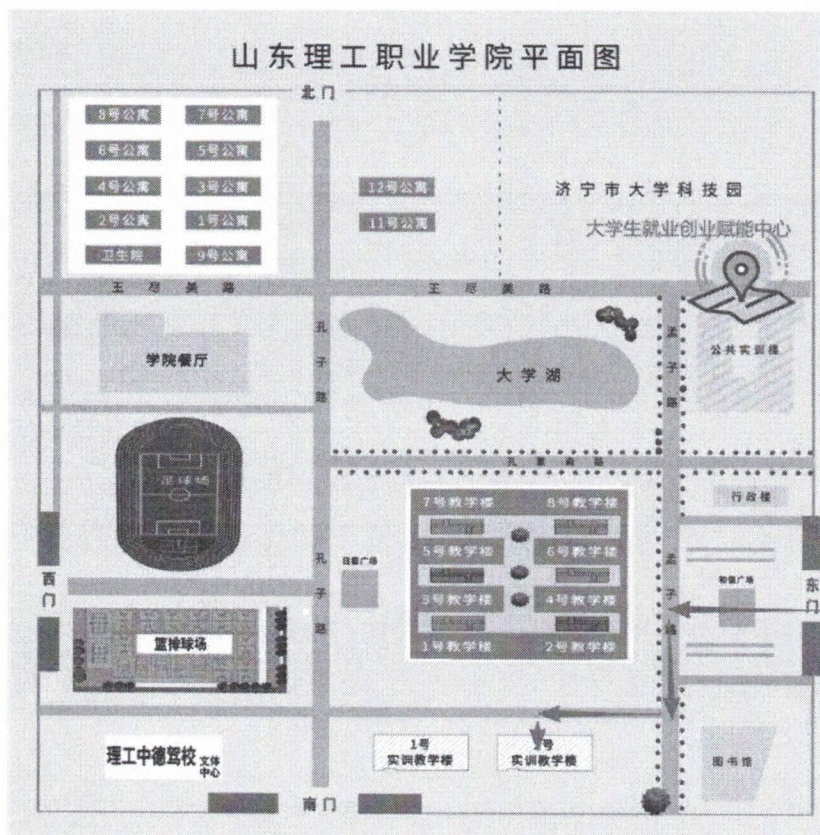 山东理工职业学院平面图
北门
8号公寓
7号公寓
6号公寓
5号公寓
4号公寓
3号公寓
2号公寓
1号公寓
卫生院
9号公寓
12号公寓
11号公寓
济宁市大学科技园
大学生就业创业赋能中心
王尽美路
王尽美路
孔子路
孟子路
学院餐厅
大学湖
公共实训楼
足球场
7号教学楼
8号教学楼
行政楼
5号教学楼
6号教学楼
西门
孔子路
孟子路
和谐广场
东门
3号教学楼
4号教学楼
篮排球场
1号教学楼
2号教学楼
理工中德驾校
文体
中心
1号
实训教学楼
实训教学楼
图书馆
南门